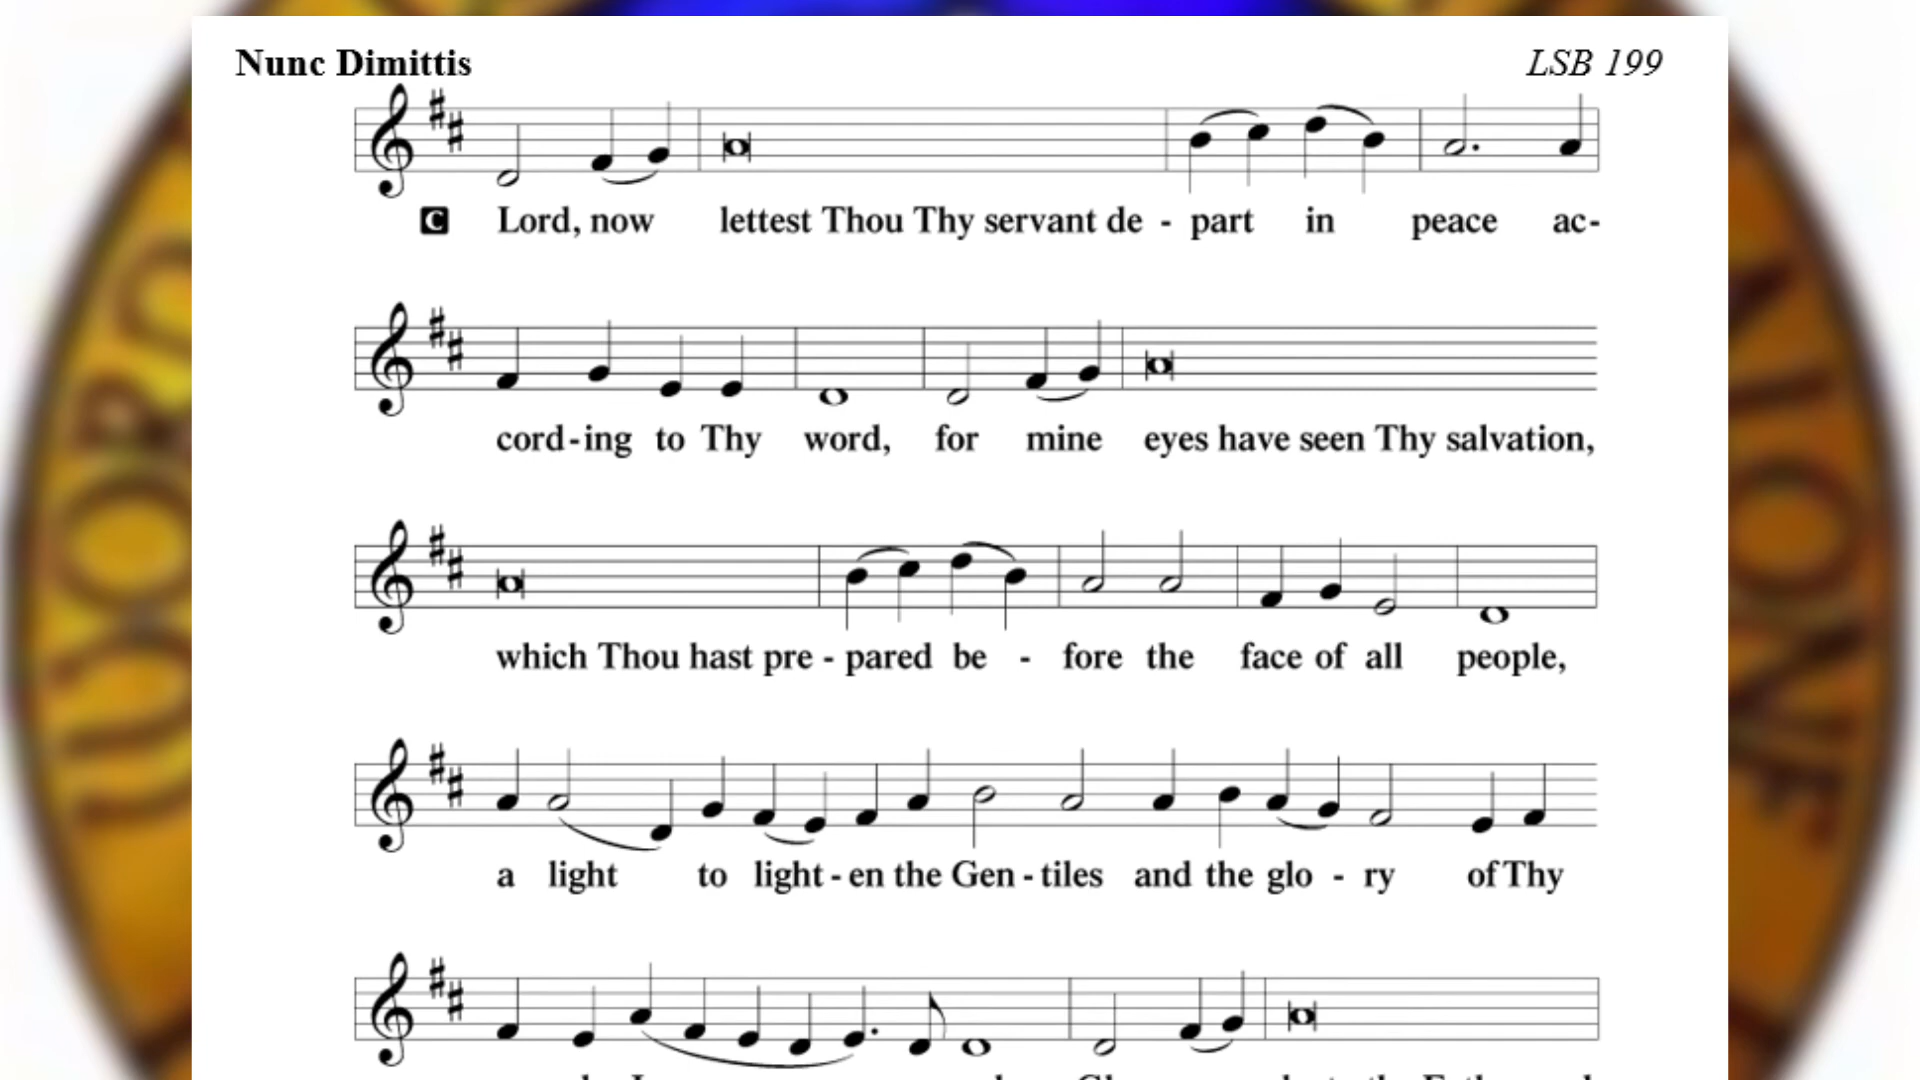 Nunc Dimittis LSB 199
C Lord, now lettest Thou Thy servant de - part in peace ac-
cord - ing to Thy word, for mine eyes have seen Thy salvation,
which Thou hast pre - pared be - fore the face of all people,
a light to light - en the Gen - tiles and the glo - ry of Thy